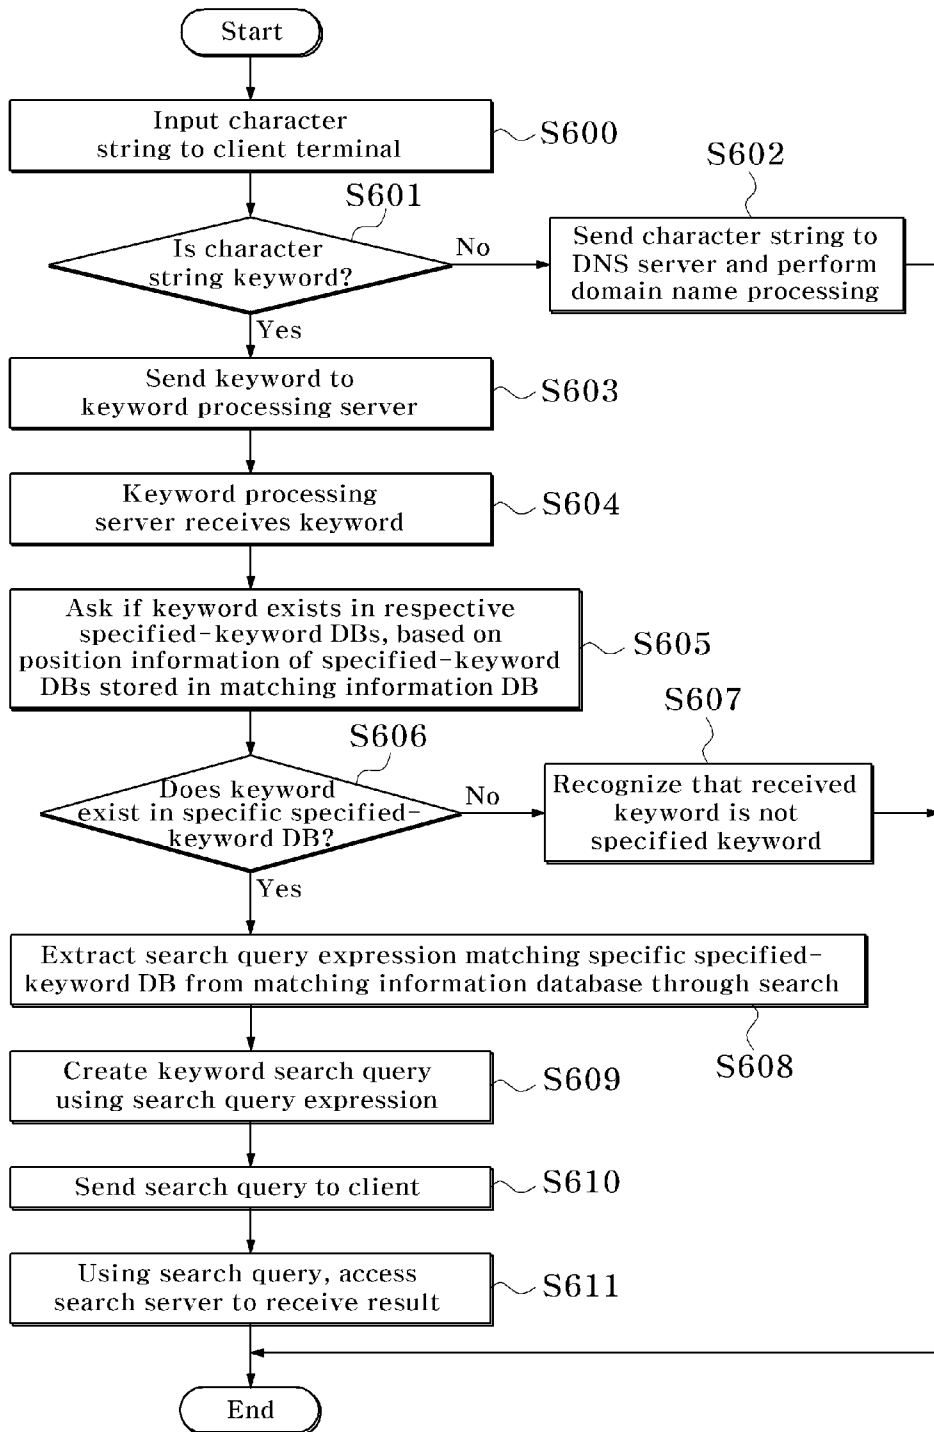 Start
Input character
string to client terminal
S600
S601
Is character
string keyword?
No
S602
Send character string to
DNS server and perform
domain name processing
Yes
Send keyword to
keyword processing server
S603
Keyword processing
server receives keyword
S604
Ask if keyword exists in respective
specified-keyword DBs, based on
position information of specified-keyword
DBs stored in matching information DB
S605
S606
Does keyword
exist in specific specified-
keyword DB?
No
S607
Recognize that received
keyword is not
specified keyword
Yes
Extract search query expression matching specific specified-
keyword DB from matching information database through search
S608
Create keyword search query
using search query expression
S609
Send search query to client
S610
Using search query, access
search server to receive result
S611
End